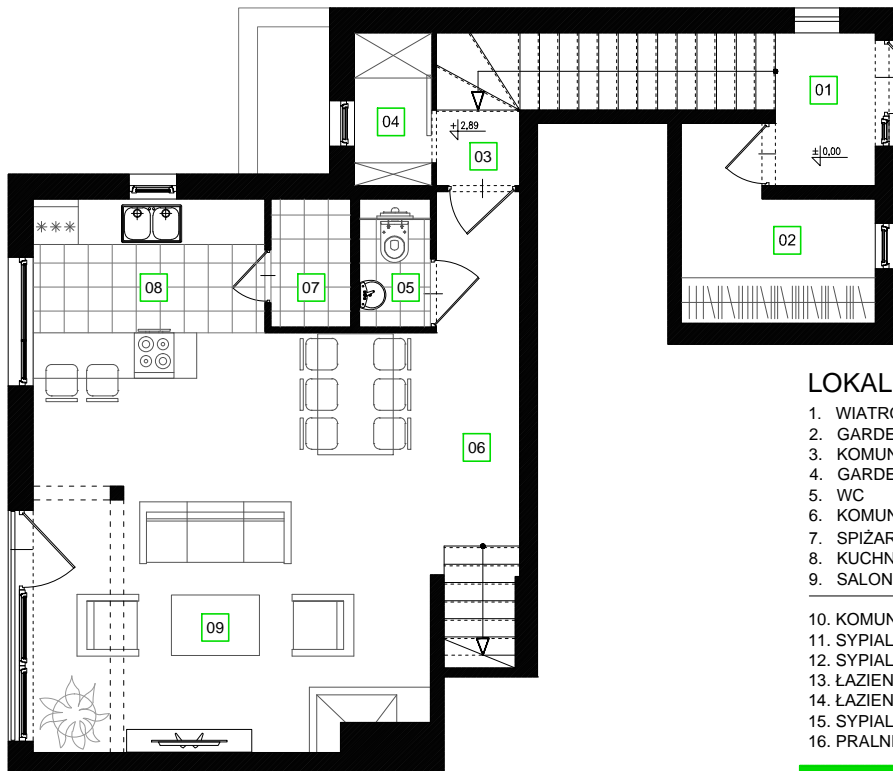 01
04
+2,89
03
±0,00
02
08
07
05
06
09
LOKAL
1. WIATRO
2. GARDE
3. KOMUN
4. GARDE
5. WC
6. KOMUN
7. SPIŻAR
8. KUCHN
9. SALON
10. KOMUN
11. SYPIAL
12. SYPIAL
13. ŁAZIEN
14. ŁAZIEN
15. SYPIAL
16. PRALNI